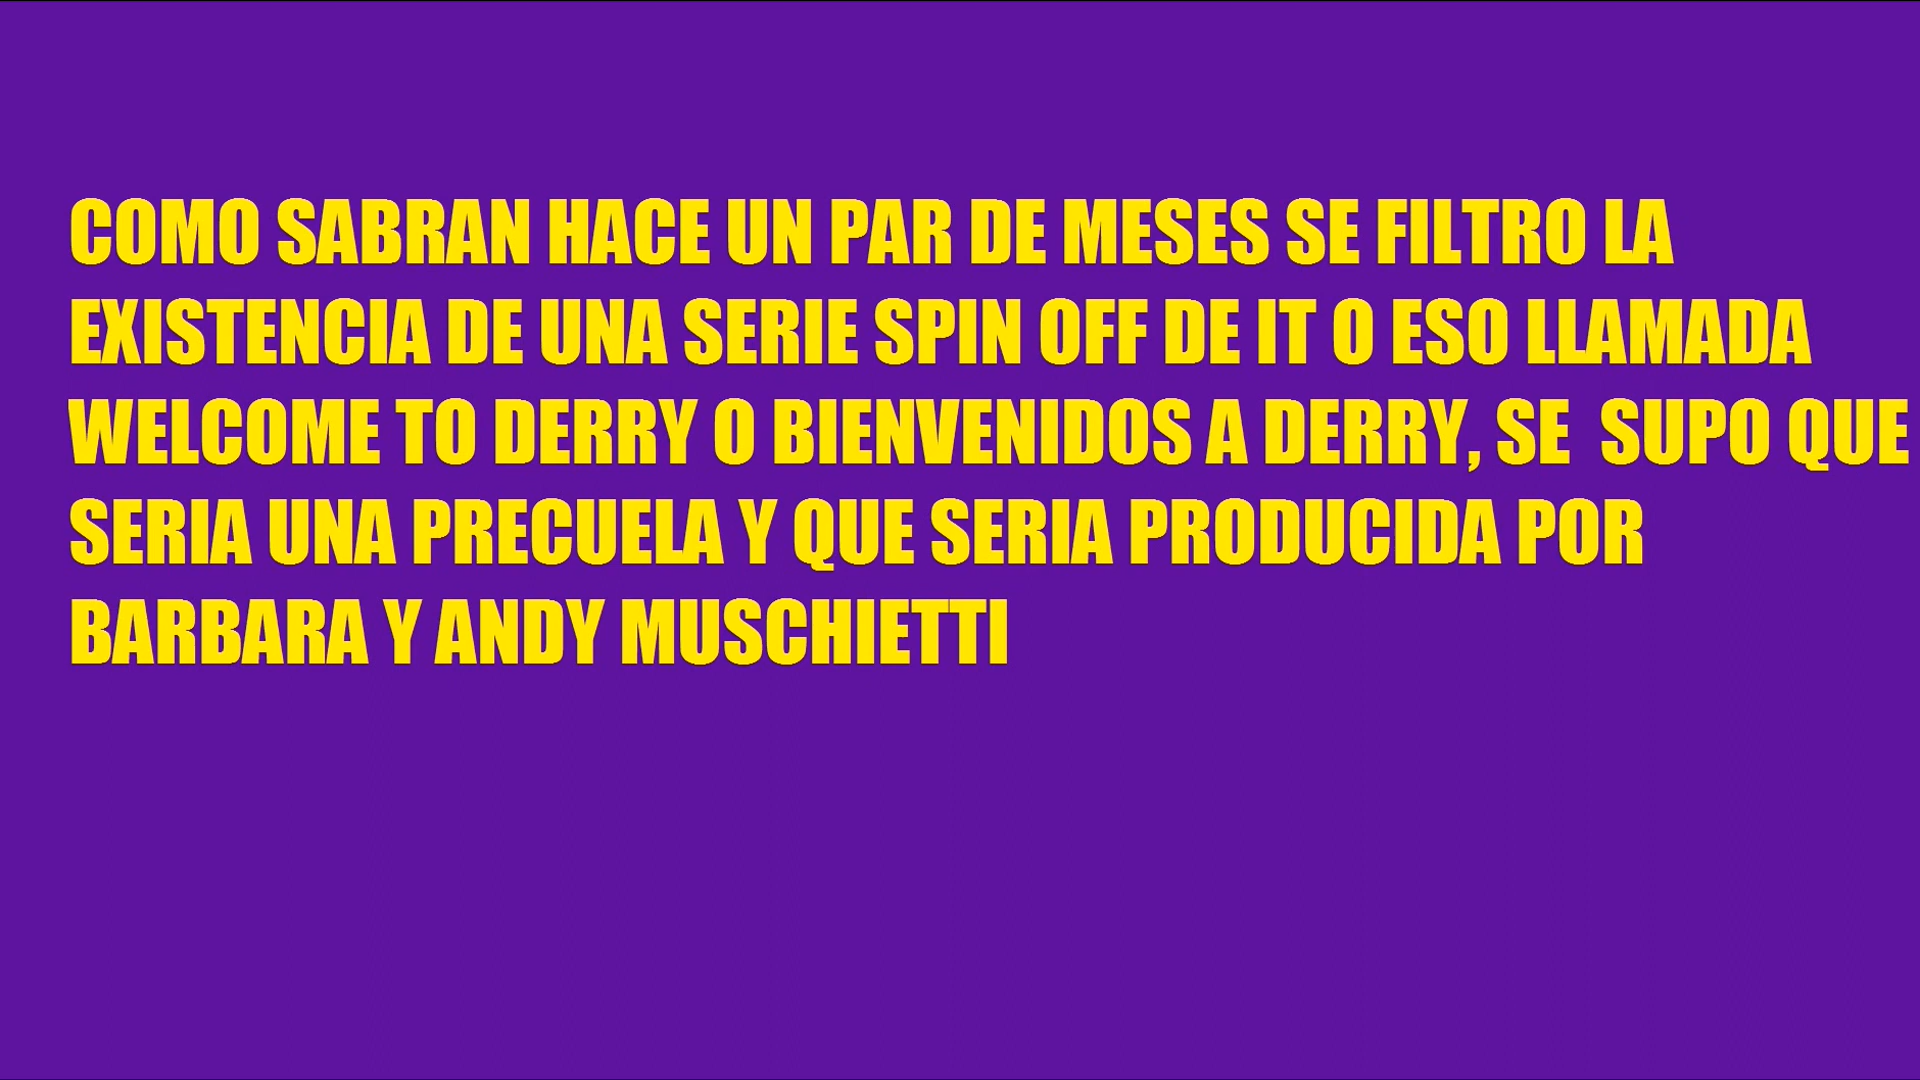 COMO SABRAN HACE UN PAR DE MESES SE FILTRO LA
EXISTENCIA DE UNA SERIE SPIN OFF DE IT O ESO LLAMADA
WELCOME TO DERRY O BIENVENIDOS A DERRY, SE  SUPO QUE
SERIA UNA PRECUELA Y QUE SERIA PRODUCIDA POR
BARBARA Y ANDY MUSCHIETTI